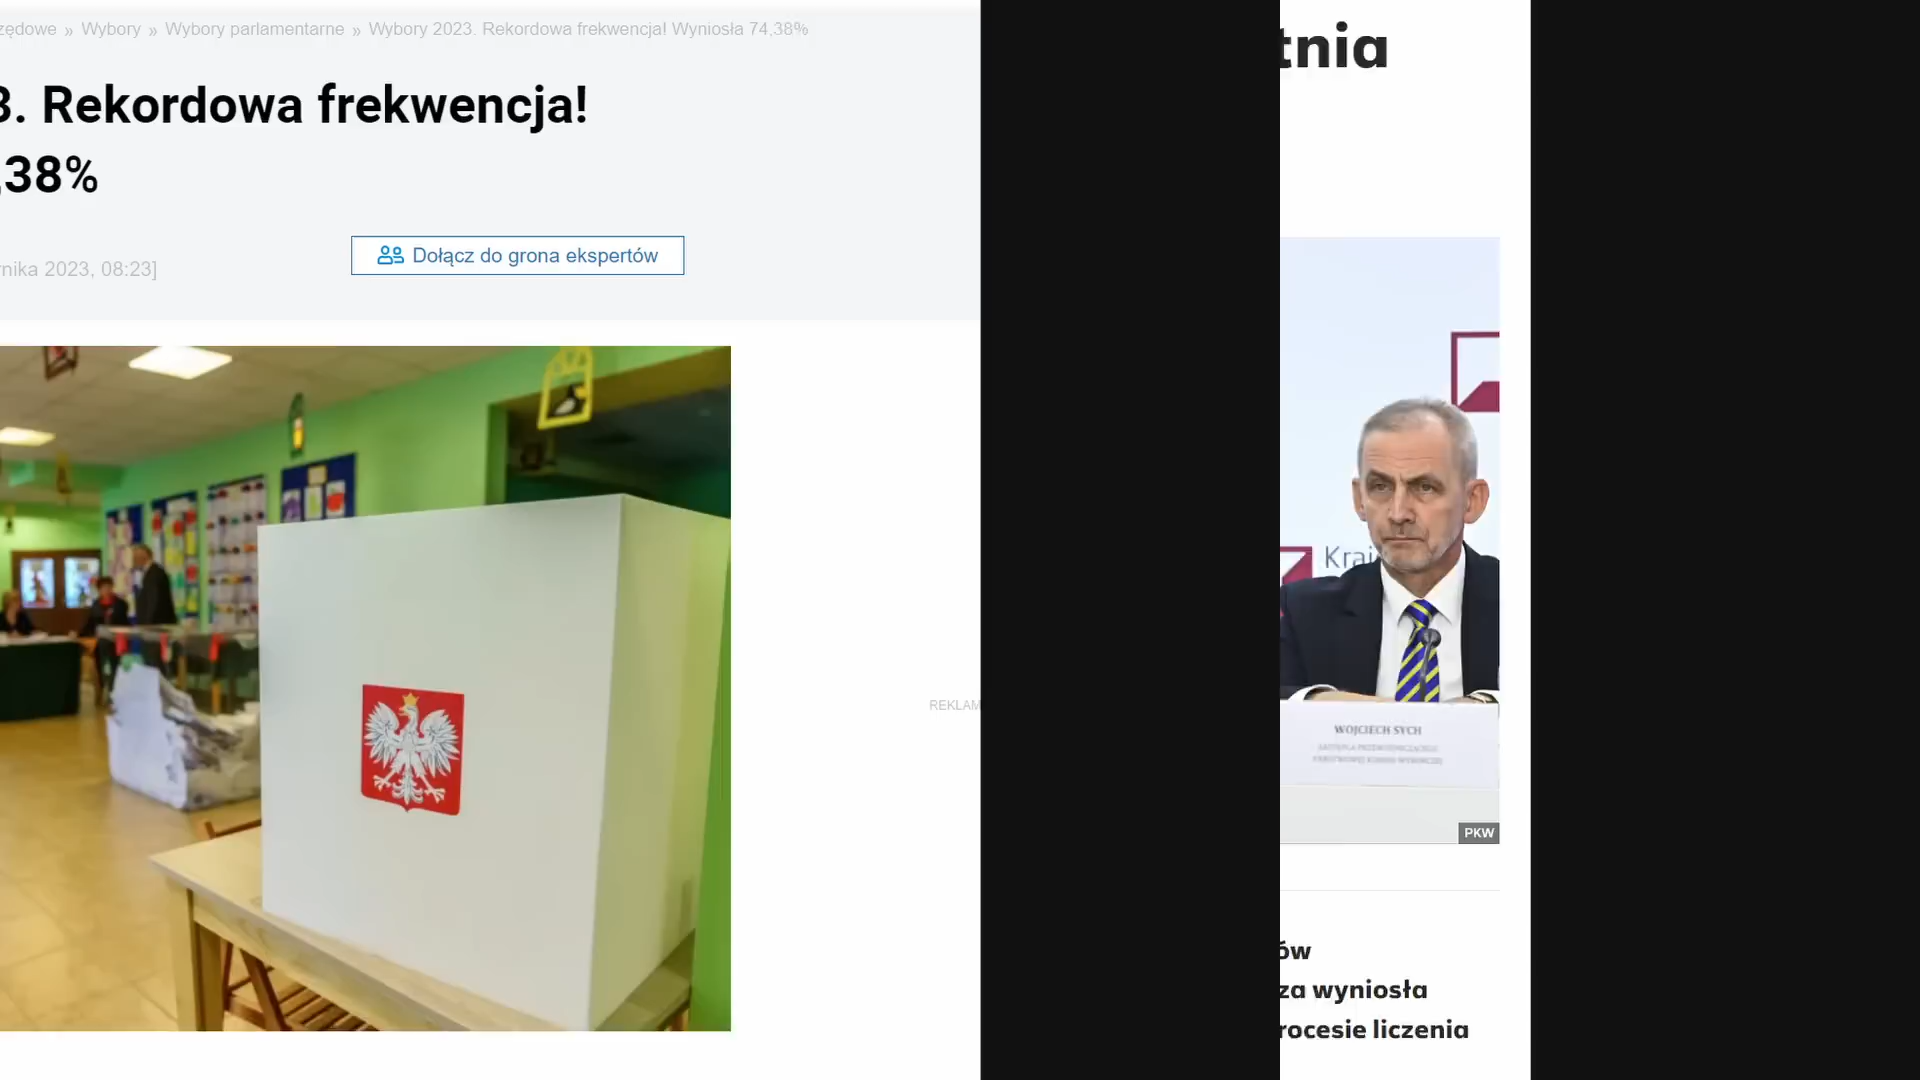 zędowe » Wybory » Wybory parlamentarne » Wybory 2023. Rekordowa frekwencja! Wyniosła 74,38%
3. Rekordowa frekwencja!
,38%
Dołącz do grona ekspertów
nika 2023, 08:23]
REKLAM
tnia
Kraj
WOJCIECH SYCH
PKW
ów
za wyniosła
rocesie liczenia